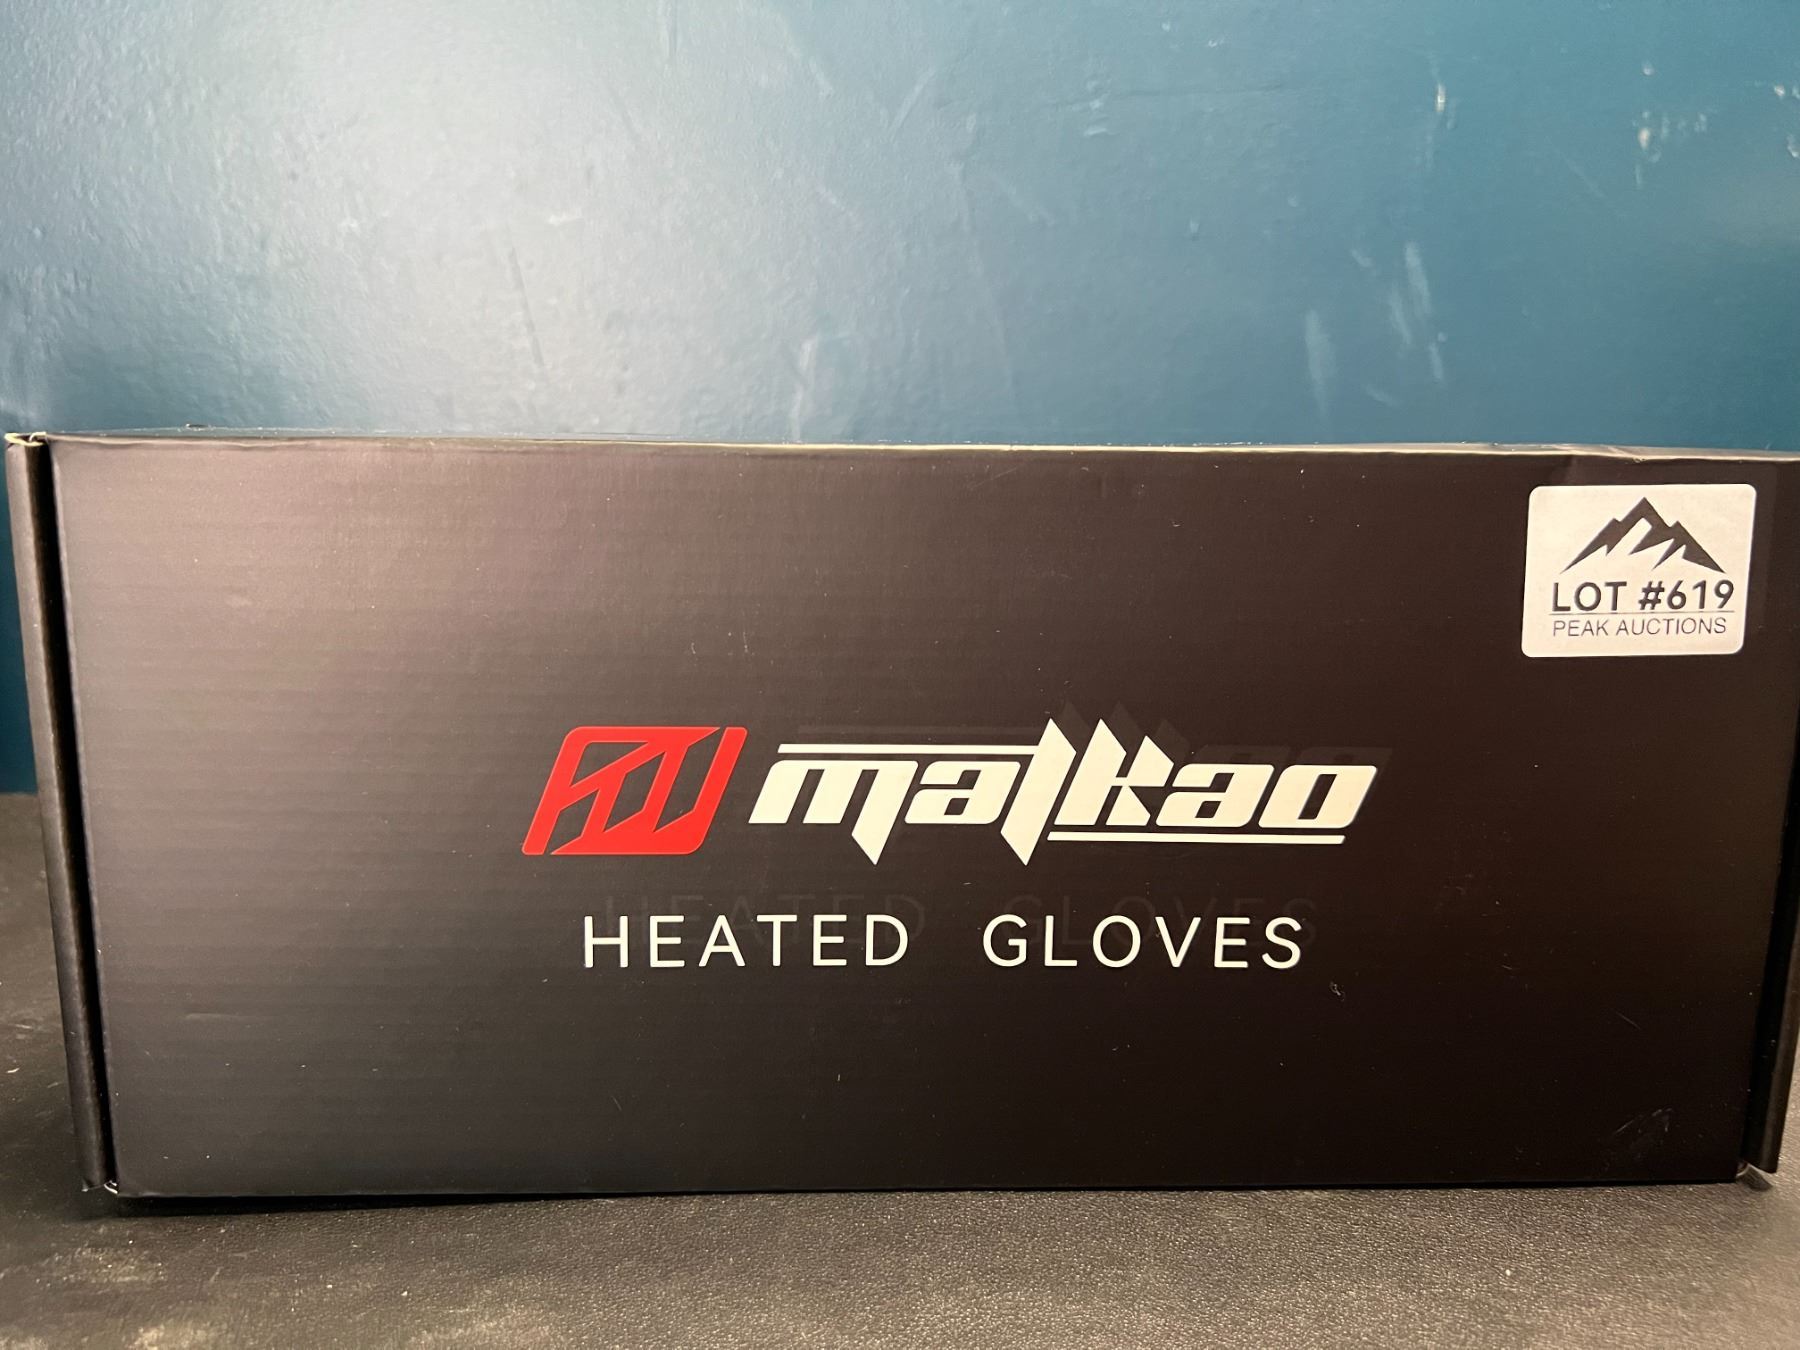 LOT #619
PEAK AUCTIONS
malkao
HEATED GLOVES